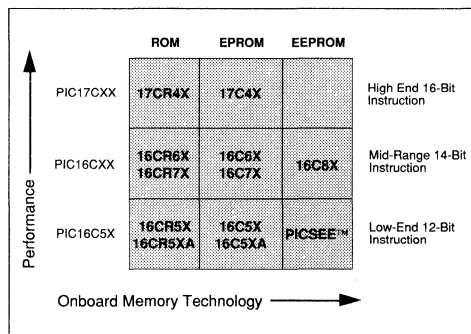 ROM EPROM EEPROM
PIC17CXX 17CR4X 17C4X High End 16-Bit
Instruction
PIC16CXX 16CR6X 16C6X 16C8X Mid-Range 14-Bit
16CR7X 16C7X Instruction
PIC16C5X 16CR5X 16C5X PICSEE™ Low-End 12-Bit
16CR5XA 16C5XA Instruction
Performance
Onboard Memory Technology